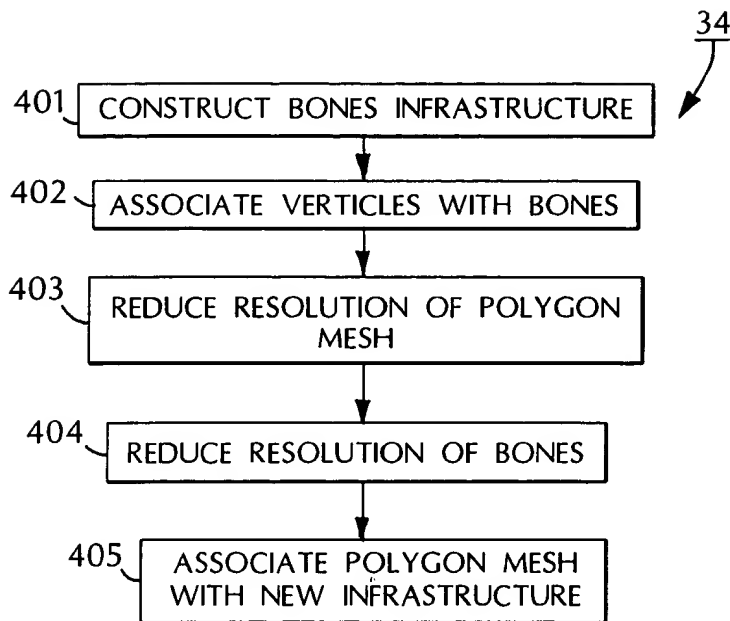 34
401 CONSTRUCT BONES INFRASTRUCTURE
402 ASSOCIATE VERTICLES WITH BONES
403 REDUCE RESOLUTION OF POLYGON
MESH
404 REDUCE RESOLUTION OF BONES
405 ASSOCIATE POLYGON MESH
WITH NEW INFRASTRUCTURE